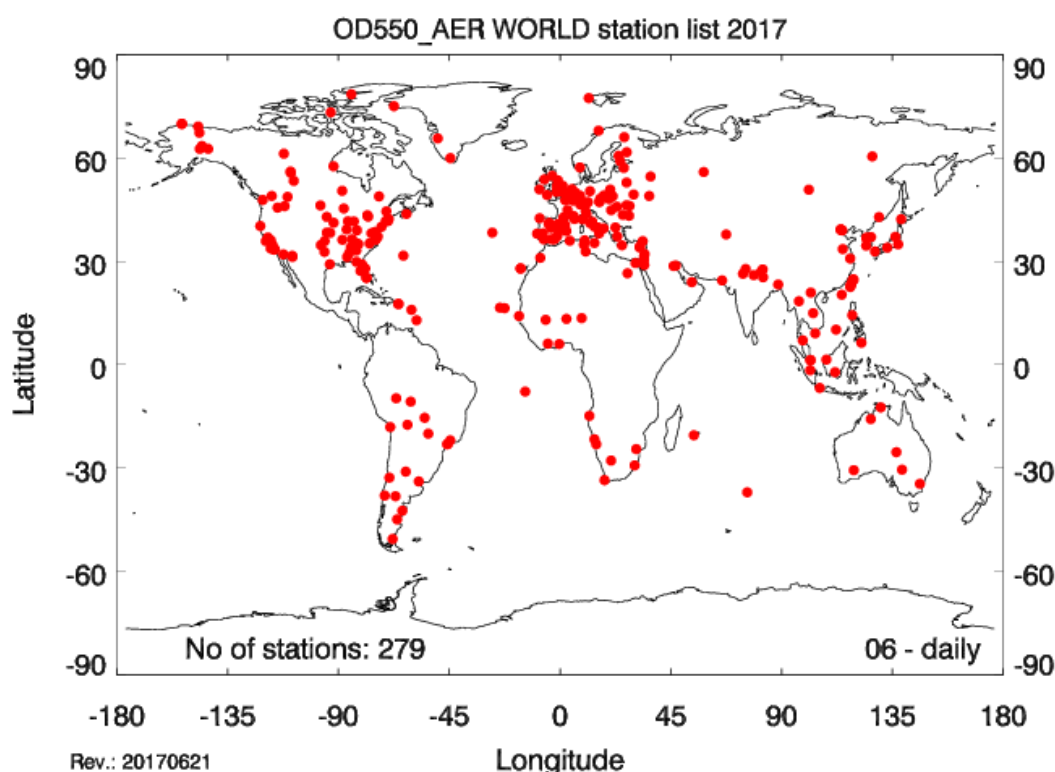 OD550_AER WORLD station list 2017
90 90
60 60
30 30
0 0
-30 -30
-60 -60
-90 -90
Latitude
No of stations: 279 06 - daily
-180 -135 -90 -45 0 45 90 135 180
Rev.: 20170621 Longitude